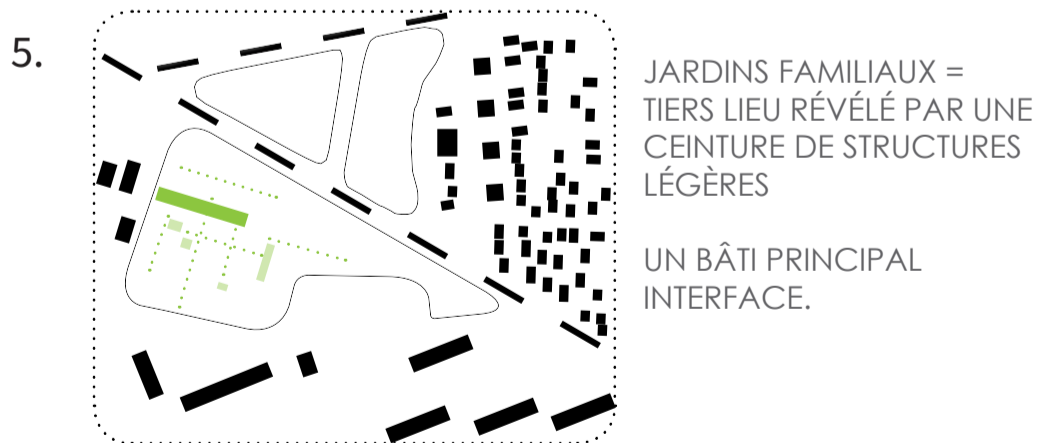 5.
JARDINS FAMILIAUX =
TIERS LIEU RÉVÉLÉ PAR UNE
CEINTURE DE STRUCTURES
LÉGÈRES
UN BÂTI PRINCIPAL
INTERFACE.